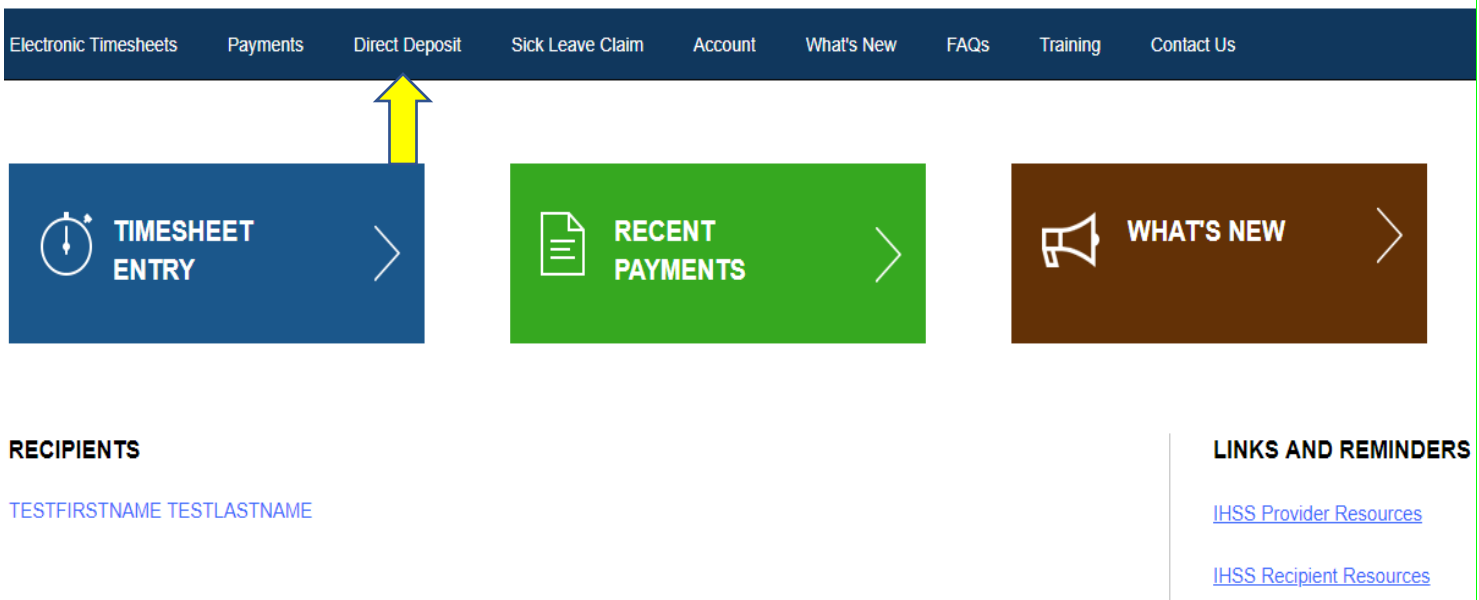 Electronic Timesheets Payments Direct Deposit Sick Leave Claim Account What's New FAQs Training Contact Us
TIMESHEET
ENTRY
RECENT
PAYMENTS
WHAT'S NEW
RECIPIENTS
TESTFIRSTNAME TESTLASTNAME
LINKS AND REMINDERS
IHSS Provider Resources
IHSS Recipient Resources